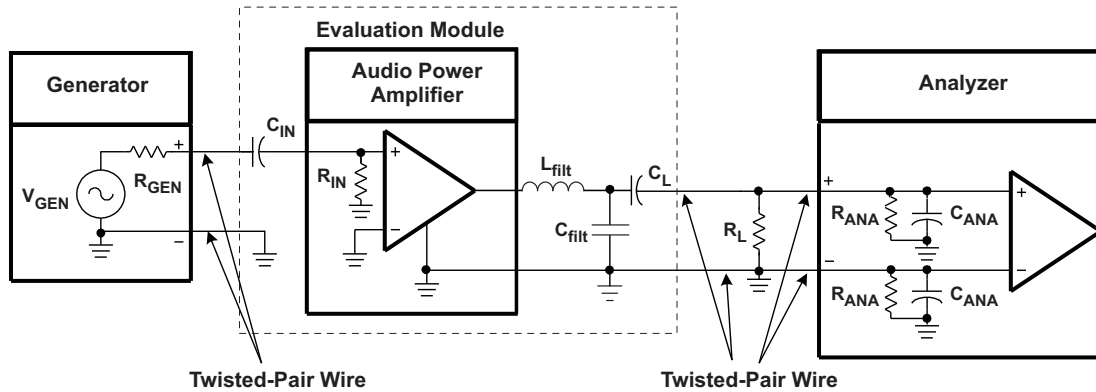 Evaluation Module
Generator
Audio Power
Amplifier
Analyzer
C_IN
+
R_GEN
V_GEN
−
R_IN
+
−
L_filt
C_L
C_filt
R_L
+
R_ANA
C_ANA
+
−
R_ANA
C_ANA
−
Twisted-Pair Wire
Twisted-Pair Wire